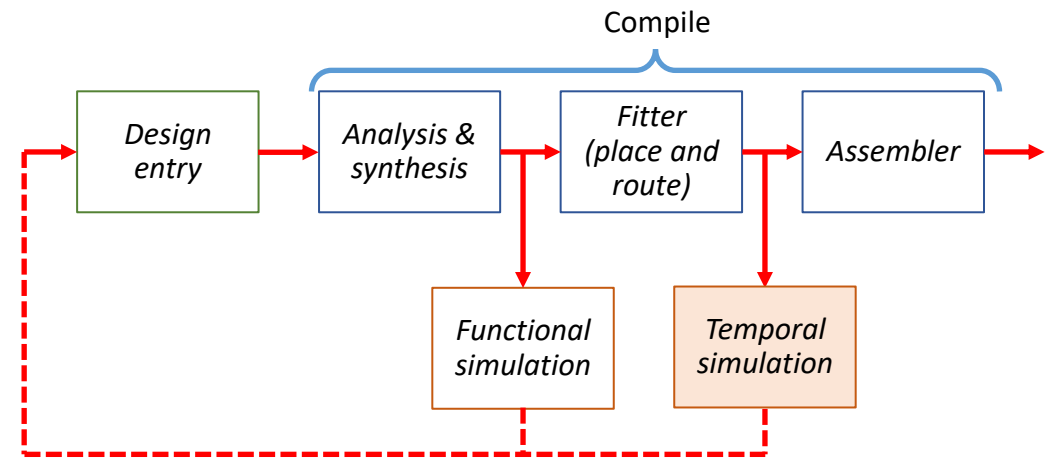 Compile
Design
entry
Analysis &
synthesis
Fitter
(place and
route)
Assembler
Functional
simulation
Temporal
simulation